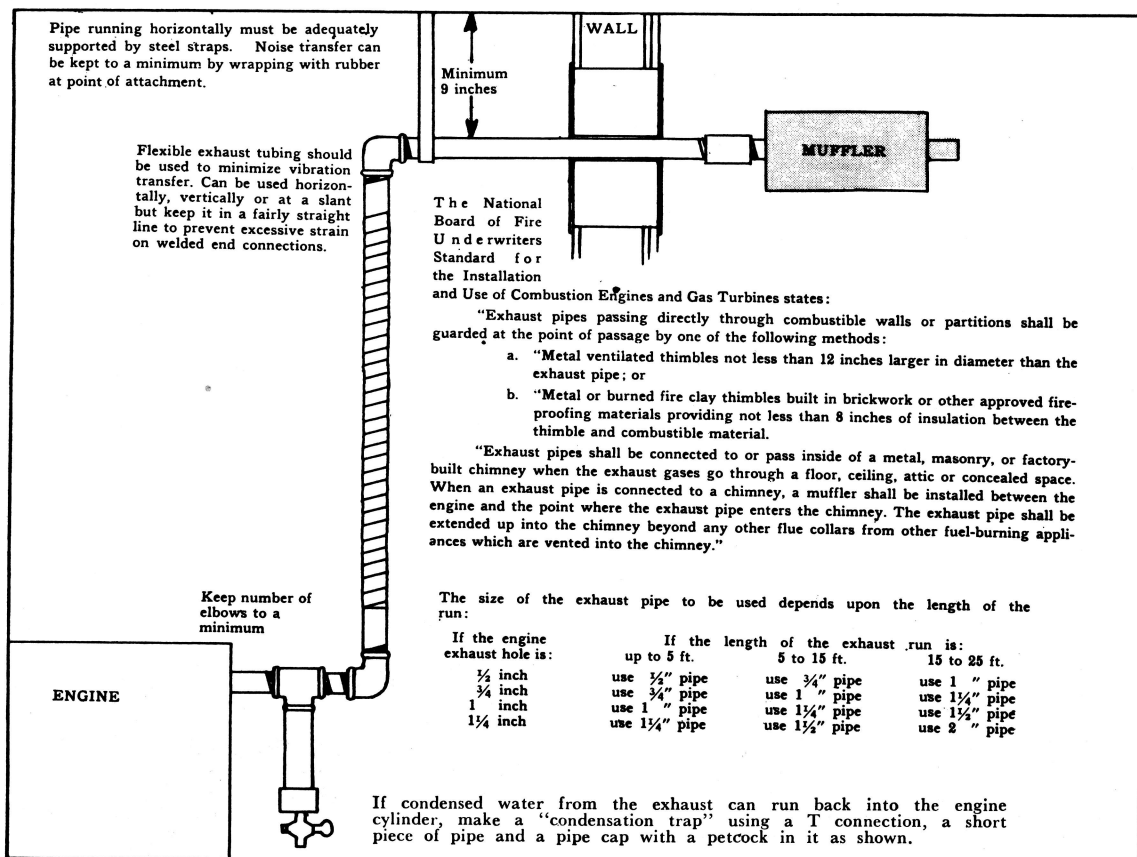 Pipe running horizontally must be adequately
supported by steel straps. Noise transfer can
be kept to a minimum by wrapping with rubber
at point of attachment.
WALL
Minimum
9 inches
MUFFLER
Flexible exhaust tubing should
be used to minimize vibration
transfer. Can be used horizon-
tally, vertically or at a slant
but keep it in a fairly straight
line to prevent excessive strain
on welded end connections.
The National
Board of Fire
Underwriters
Standard for
the Installation
and Use of Combustion Engines and Gas Turbines states:
"Exhaust pipes passing directly through combustible walls or partitions shall be
guarded at the point of passage by one of the following methods:
a. "Metal ventilated thimbles not less than 12 inches larger in diameter than the
exhaust pipe; or
b. "Metal or burned fire clay thimbles built in brickwork or other approved fire-
proofing materials providing not less than 8 inches of insulation between the
thimble and combustible material.
"Exhaust pipes shall be connected to or pass inside of a metal, masonry, or factory-
built chimney when the exhaust gases go through a floor, ceiling, attic or concealed space.
When an exhaust pipe is connected to a chimney, a muffler shall be installed between the
engine and the point where the exhaust pipe enters the chimney. The exhaust pipe shall be
extended up into the chimney beyond any other flue collars from other fuel-burning appli-
ances which are vented into the chimney."
Keep number of
elbows to a
minimum
ENGINE
The size of the exhaust pipe to be used depends upon the length of the
run:
If the engine If the length of the exhaust run is:
exhaust hole is: up to 5 ft. 5 to 15 ft. 15 to 25 ft.
½ inch use ½" pipe use ¾" pipe use 1 " pipe
¾ inch use ¾" pipe use 1 " pipe use 1¼" pipe
1 inch use 1 " pipe use 1¼" pipe use 1½" pipe
1¼ inch use 1¼" pipe use 1½" pipe use 2 " pipe
If condensed water from the exhaust can run back into the engine
cylinder, make a "condensation trap" using a T connection, a short
piece of pipe and a pipe cap with a petcock in it as shown.